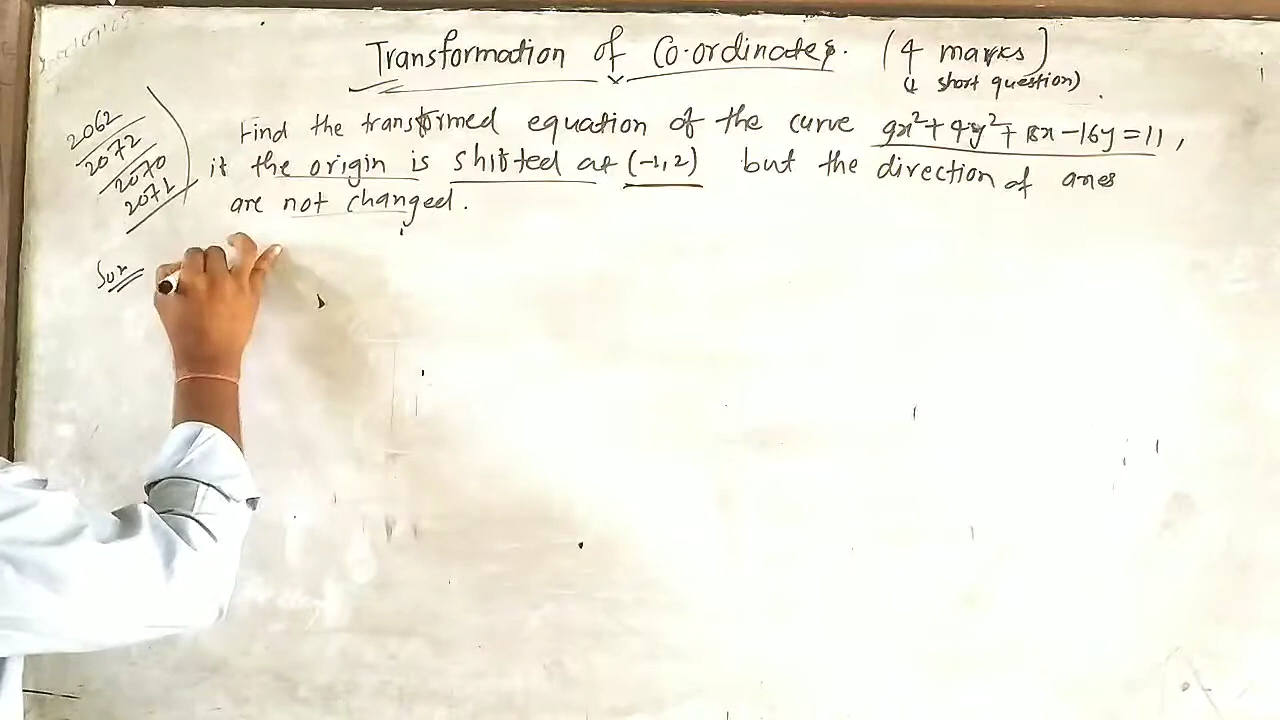 Transformation of Co-ordinates. (4 marks)
(1 short question)
2062
2072
2070
2071
Find the transformed equation of the curve 9x²+4y²+18x-16y=11,
if the origin is shifted at (-1,2) but the direction of axes
are not changed.
Soln